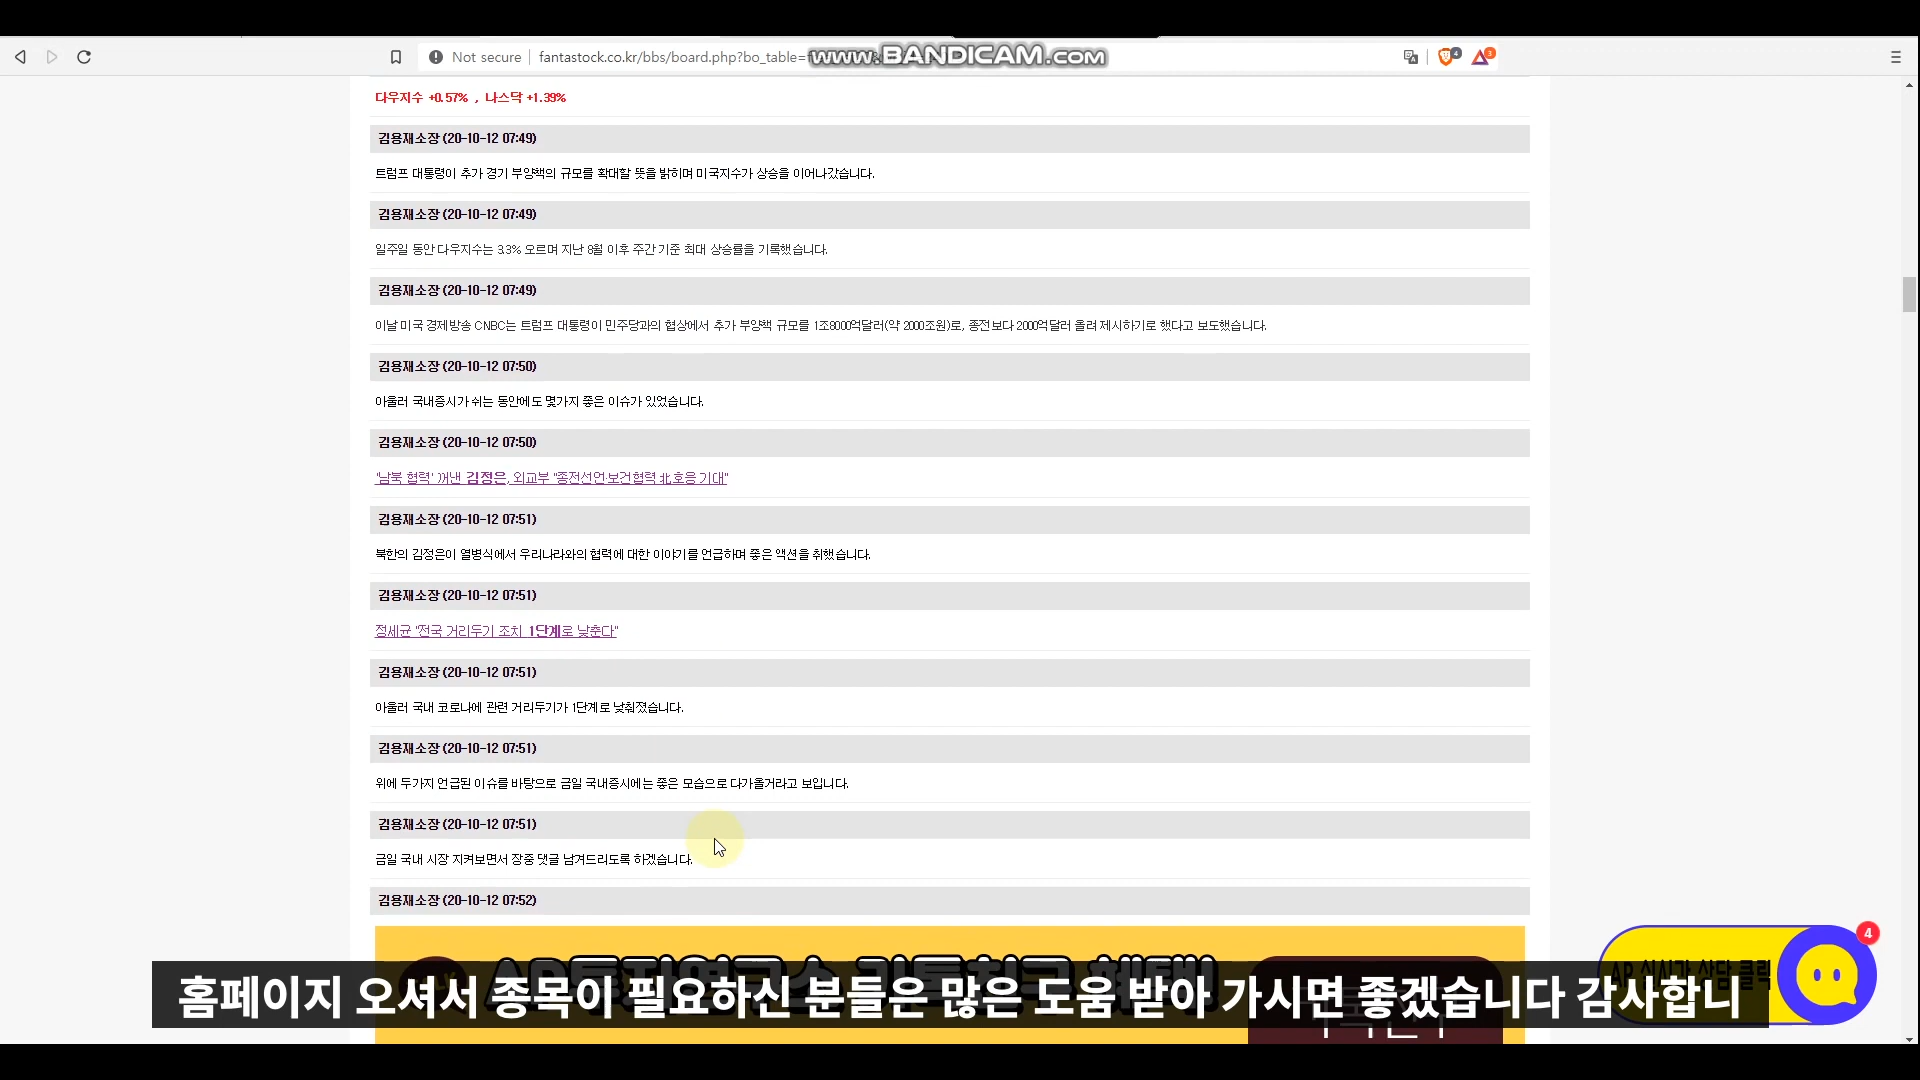 Not secure
fantastock.co.kr/bbs/board.php?bo_table=f
www.BANDICAM.com
4
3
다우지수 +0.57% , 나스닥 +1.39%
김용재소장 (20-10-12 07:49)
트럼프 대통령이 추가 경기 부양책의 규모를 확대할 뜻을 밝히며 미국지수가 상승을 이어나갔습니다.
김용재소장 (20-10-12 07:49)
일주일 동안 다우지수는 3.3% 오르며 지난 8월 이후 주간 기준 최대 상승률을 기록했습니다.
김용재소장 (20-10-12 07:49)
이날 미국 경제방송 CNBC는 트럼프 대통령이 민주당과의 협상에서 추가 부양책 규모를 1조8000억달러(약 2000조원)로, 종전보다 2000억달러 올려 제시하기로 했다고 보도했습니다.
김용재소장 (20-10-12 07:50)
아울러 국내증시가 쉬는 동안에도 몇가지 좋은 이슈가 있었습니다.
김용재소장 (20-10-12 07:50)
'남북 협력' 꺼낸 김정은, 외교부 "종전선언·보건협력 北호응 기대"
김용재소장 (20-10-12 07:51)
북한의 김정은이 열병식에서 우리나라와의 협력에 대한 이야기를 언급하며 좋은 액션을 취했습니다.
김용재소장 (20-10-12 07:51)
정세균 "전국 거리두기 조치 1단계로 낮춘다"
김용재소장 (20-10-12 07:51)
아울러 국내 코로나에 관련 거리두기가 1단계로 낮춰졌습니다.
김용재소장 (20-10-12 07:51)
위에 두가지 언급된 이슈를 바탕으로 금일 국내증시에는 좋은 모습으로 다가올거라고 보입니다.
김용재소장 (20-10-12 07:51)
금일 국내 시장 지켜보면서 장중 댓글 남겨드리도록 하겠습니다.
김용재소장 (20-10-12 07:52)
4
홈페이지 오셔서 종목이 필요하신 분들은 많은 도움 받아 가시면 좋겠습니다 감사합니